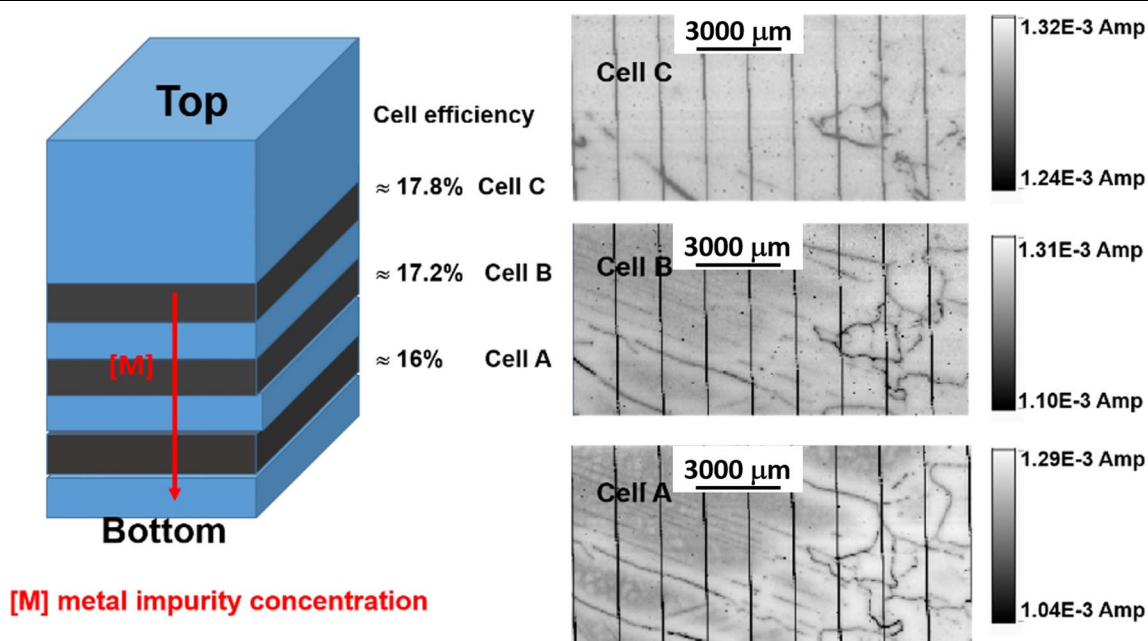 Top
Cell efficiency
≈ 17.8% Cell C
≈ 17.2% Cell B
≈ 16% Cell A
[M]
Bottom
[M] metal impurity concentration
3000 μm
Cell C
1.32E-3 Amp
1.24E-3 Amp
3000 μm
Cell B
1.31E-3 Amp
1.10E-3 Amp
3000 μm
Cell A
1.29E-3 Amp
1.04E-3 Amp